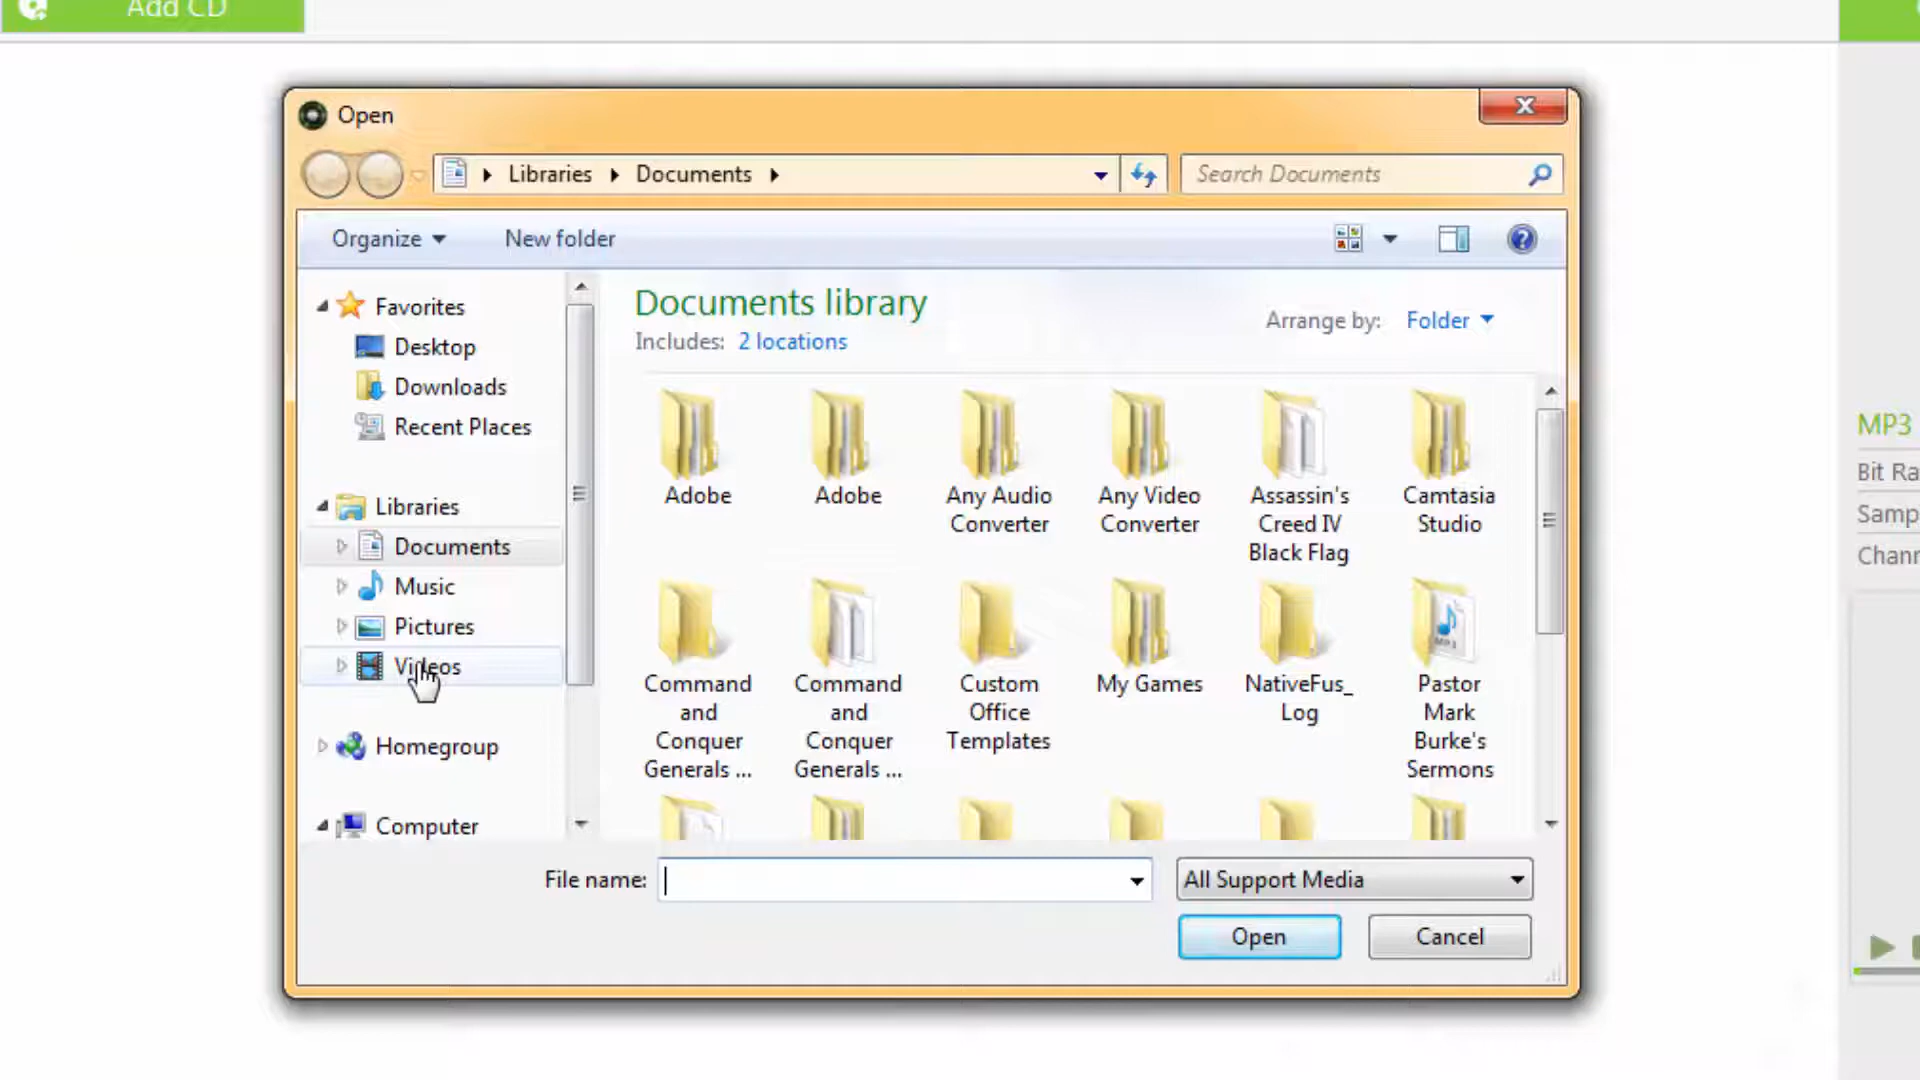 Add CD
Open
Libraries Documents
Search Documents
Organize
New folder
Favorites
Desktop
Downloads
Recent Places
Libraries
Documents
Music
Pictures
Videos
Homegroup
Computer
Documents library
Includes: 2 locations
Arrange by: Folder
Adobe
Adobe
Any Audio
Converter
Any Video
Converter
Assassin's
Creed IV
Black Flag
Camtasia
Studio
Command
and
Conquer
Generals ...
Command
and
Conquer
Generals ...
Custom
Office
Templates
My Games
NativeFus_
Log
MP3
Pastor
Mark
Burke's
Sermons
File name:
All Support Media
Open
Cancel
MP3
Bit Ra
Samp
Chann